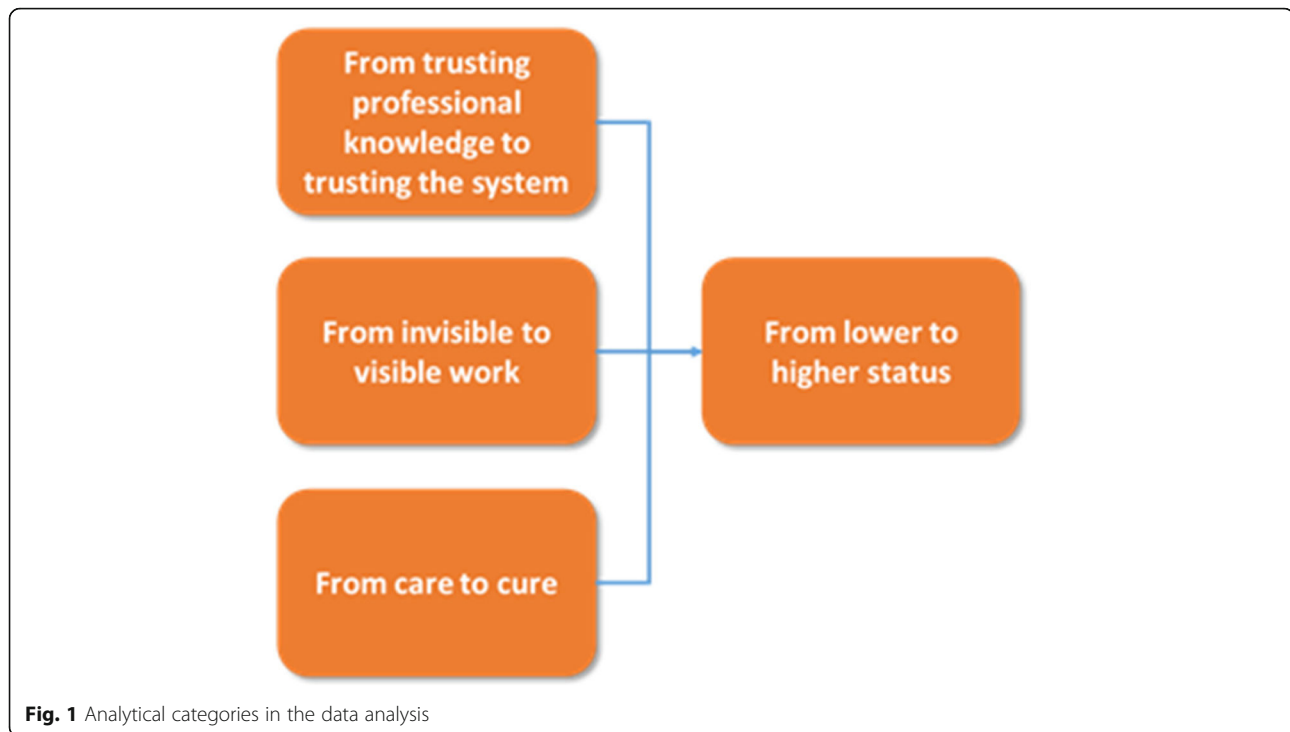 From trusting
professional
knowledge to
trusting the system
From invisible to
visible work
From lower to
higher status
From care to cure
Fig. 1 Analytical categories in the data analysis